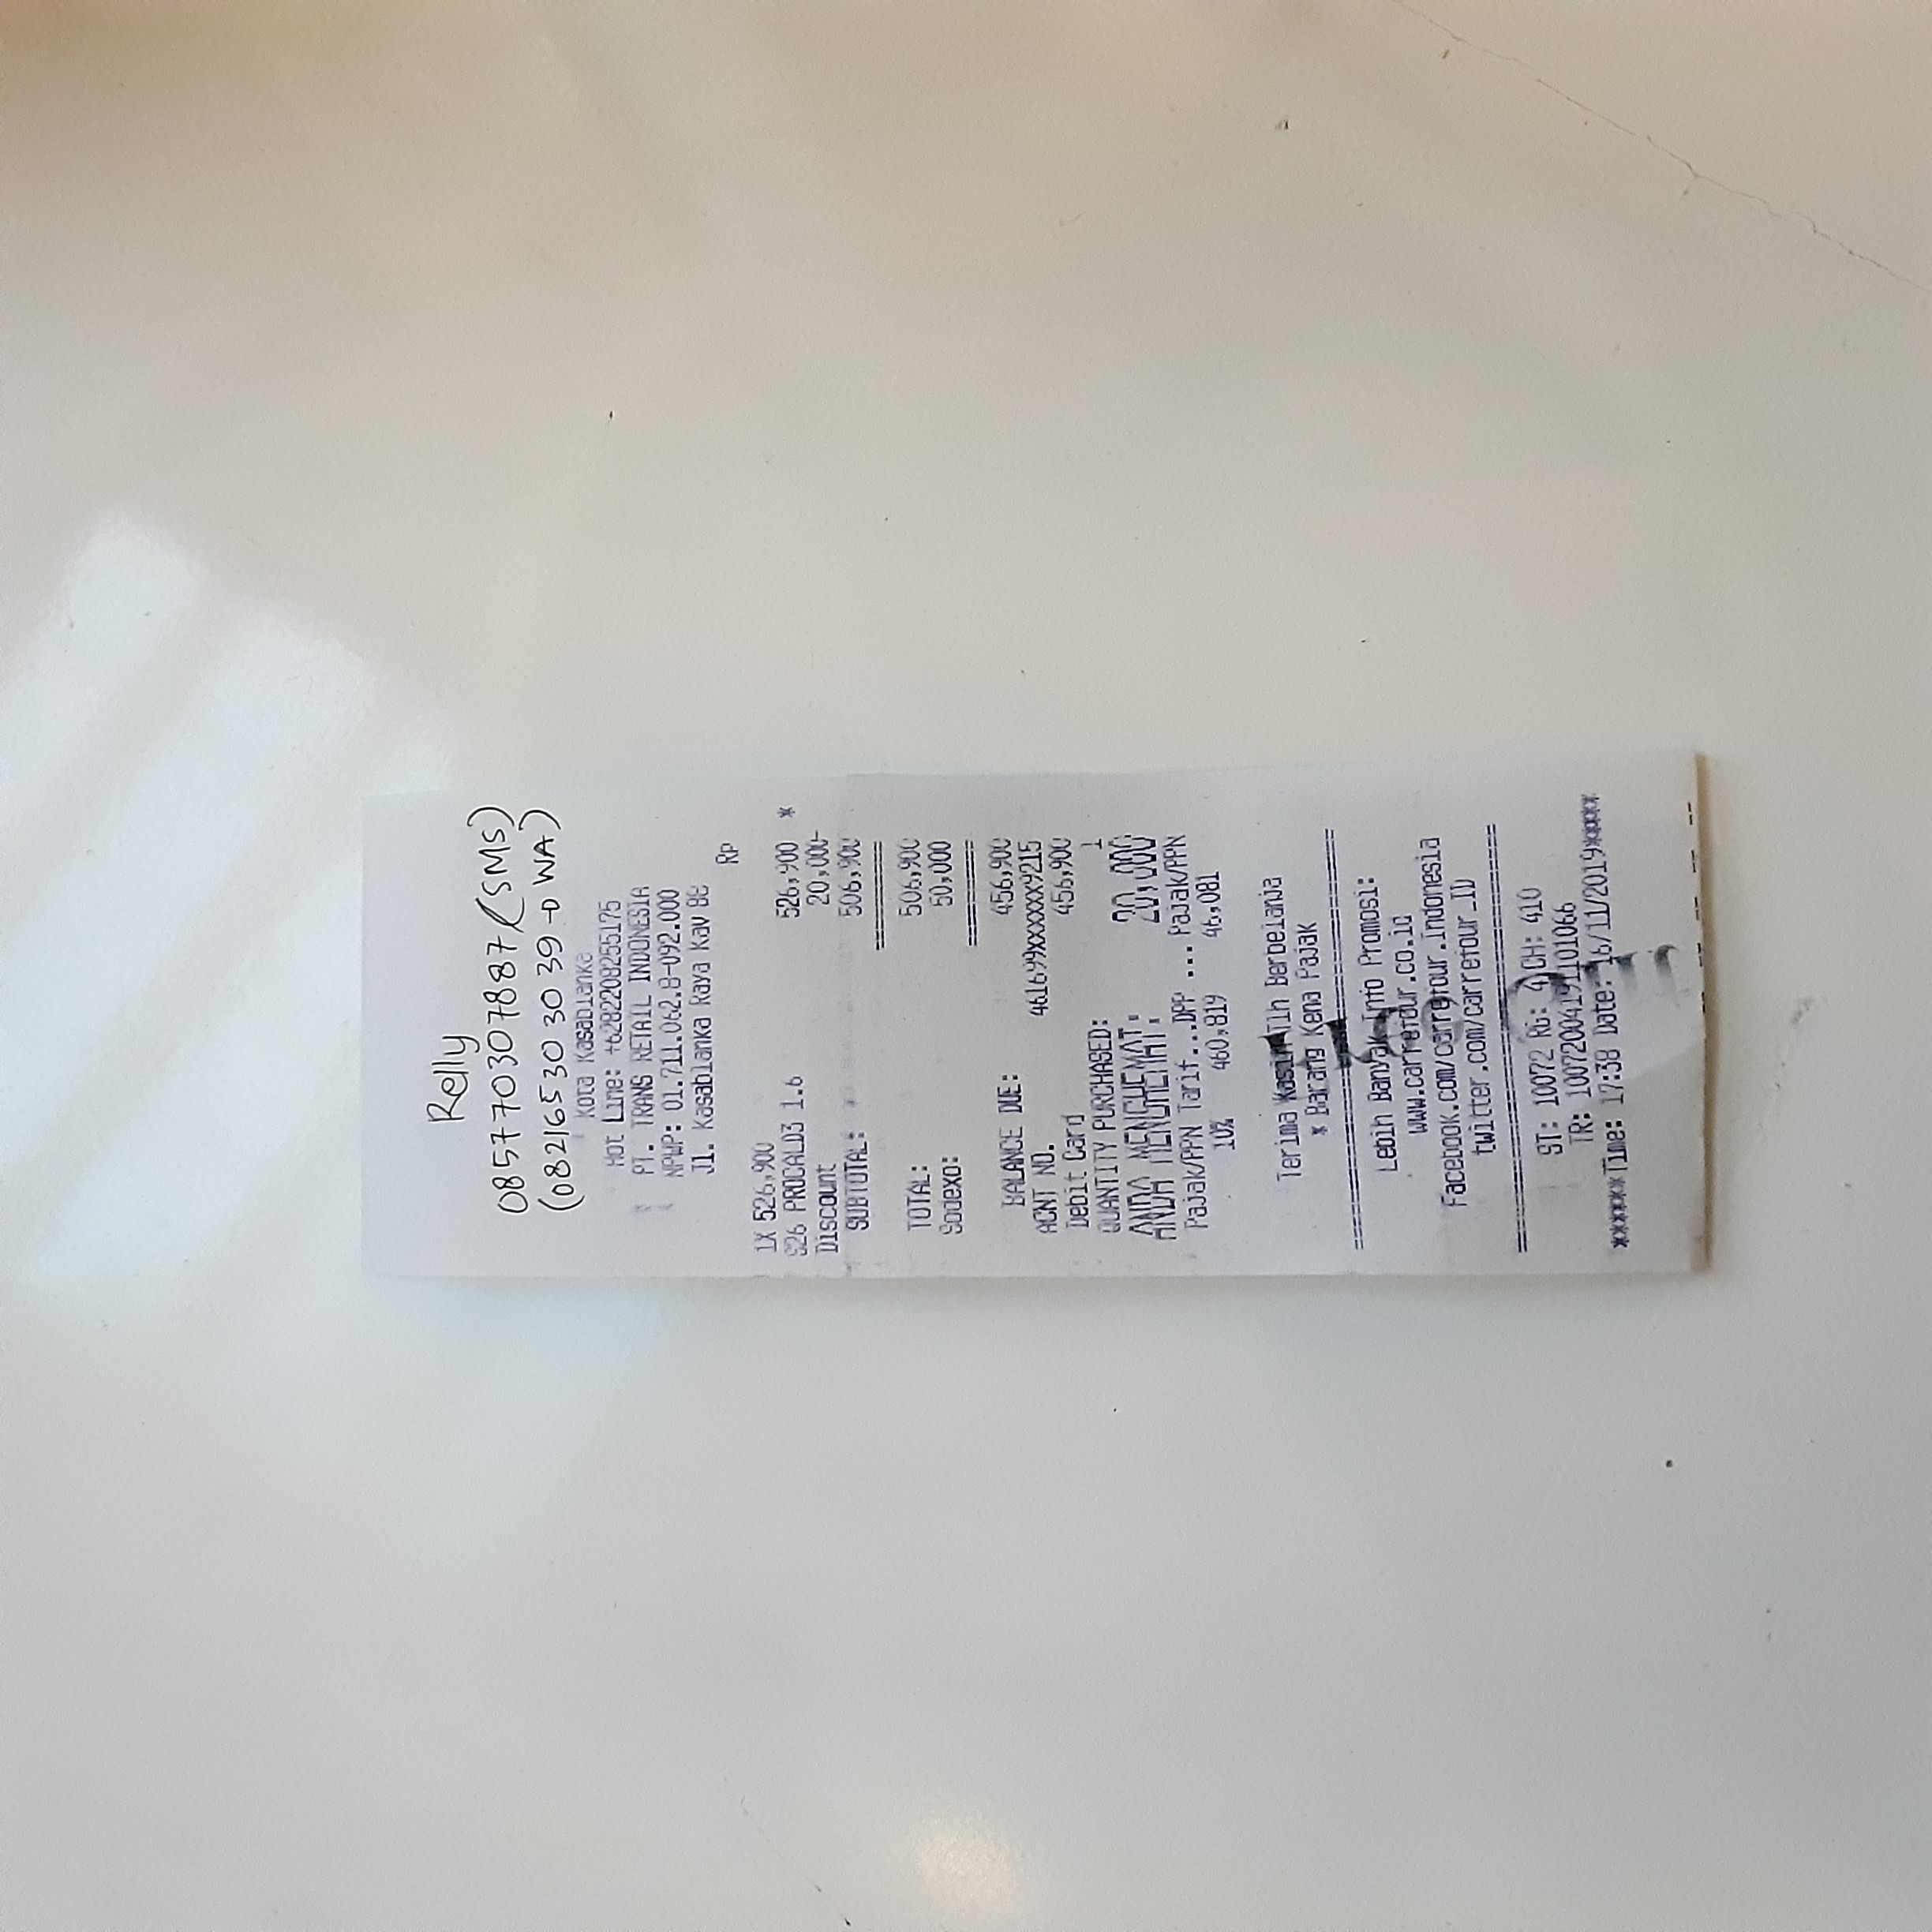 Relly
085770307887 (SMS)
(082165303039 → WA)
Kota Kasablanka
Hot Line: +6282208255175
PT. TRANS RETAIL INDONESIA
NPWP: 01.711.062.8-092.000
Jl. Kasablanka Raya Kav 88
Rp
1X 526,900
S26 PROCALD3 1.6 526,900 *
Discount 20,000-
SUBTOTAL: 506,900
==========
TOTAL: 506,900
Sodexo: 50,000
==========
BALANCE DUE: 456,900
ACNT NO. 461699xxxxxx9215
Debit Card 456,900
QUANTITY PURCHASED: 1
ANDA MENGHEMAT: 20,000
Pajak/PPN Tarif...DPP ... Pajak/PPN
10% 460,819 46,081
Terima Kasih Tlh Berbelanja
* Barang Kena Pajak
========================================
Lebih Banyak Info Promosi:
www.carrefour.co.id
Facebook.com/carrefour.Indonesia
twitter.com/carrefour_ID
========================================
ST: 10072 RG: 4 CH: 410
TR: 10072004191101066
******Time: 17:38 Date: 16/11/2019*****